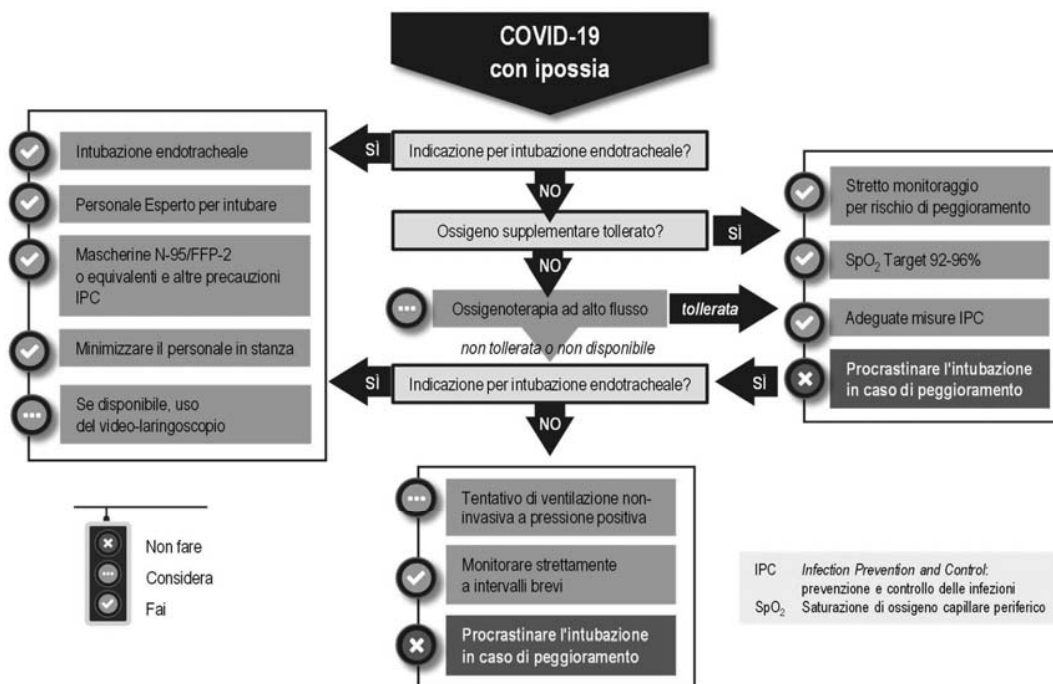 COVID-19
con ipossia
Indicazione per intubazione endotracheale?
SÌ
Intubazione endotracheale
Personale Esperto per intubare
Mascherine N-95/FFP-2
o equivalenti e altre precauzioni
IPC
Minimizzare il personale in stanza
Se disponibile, uso
del video-laringoscopio
NO
Ossigeno supplementare tollerato?
SÌ
Stretto monitoraggio
per rischio di peggioramento
SpO₂ Target 92-96%
Adeguate misure IPC
Procrastinare l'intubazione
in caso di peggioramento
NO
Ossigenoterapia ad alto flusso
tollerata
non tollerata o non disponibile
SÌ
Indicazione per intubazione endotracheale?
SÌ
NO
Tentativo di ventilazione non-
invasiva a pressione positiva
Monitorare strettamente
a intervalli brevi
Procrastinare l'intubazione
in caso di peggioramento
Non fare
Considera
Fai
IPC Infection Prevention and Control:
prevenzione e controllo delle infezioni
SpO₂ Saturazione di ossigeno capillare periferico